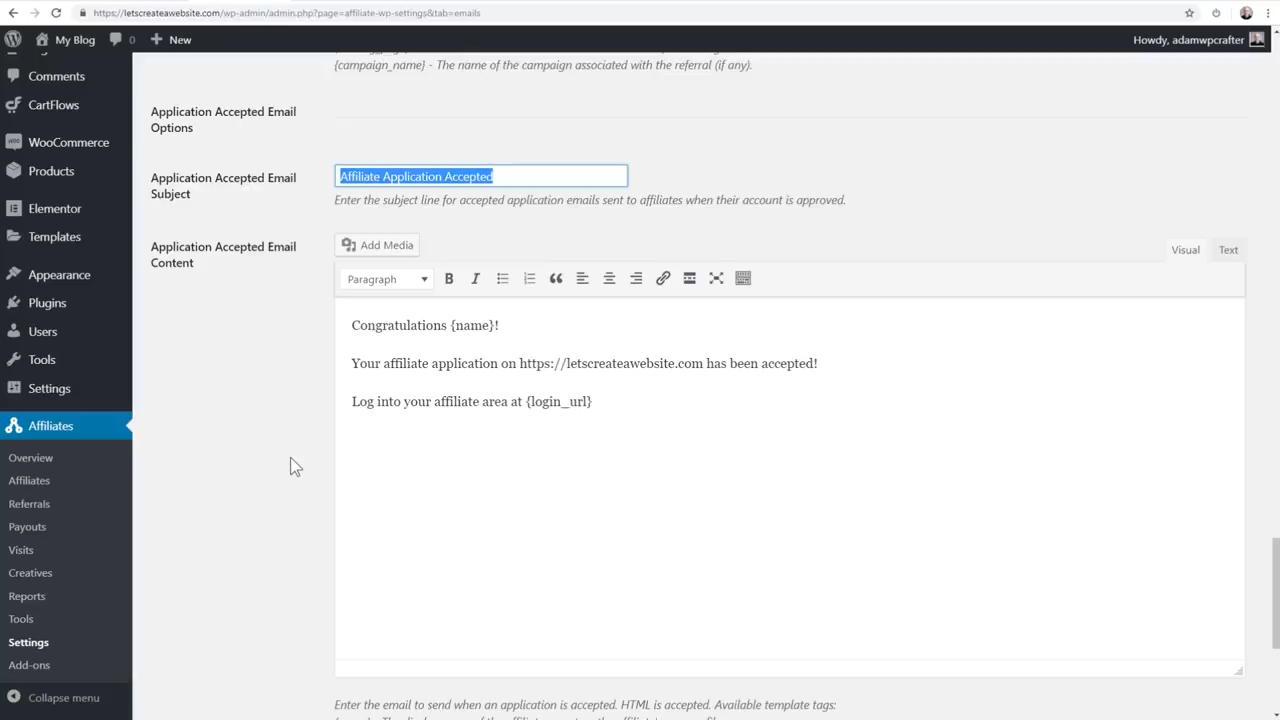 https://letscreateawebsite.com/wp-admin/admin.php?page=affiliate-wp-settings&tab=emails
My Blog 0 New
Howdy, adamwpcrafter
Comments
CartFlows
WooCommerce
Products
Elementor
Templates
Appearance
Plugins
Users
Tools
Settings
Affiliates
Overview
Affiliates
Referrals
Payouts
Visits
Creatives
Reports
Tools
Settings
Add-ons
Collapse menu
{campaign_name} - The name of the campaign associated with the referral (if any).
Application Accepted Email
Options
Application Accepted Email
Subject
Affiliate Application Accepted
Enter the subject line for accepted application emails sent to affiliates when their account is approved.
Application Accepted Email
Content
Add Media
Visual
Text
Paragraph
Congratulations {name}!
Your affiliate application on https://letscreateawebsite.com has been accepted!
Log into your affiliate area at {login_url}
Enter the email to send when an application is accepted. HTML is accepted. Available template tags: